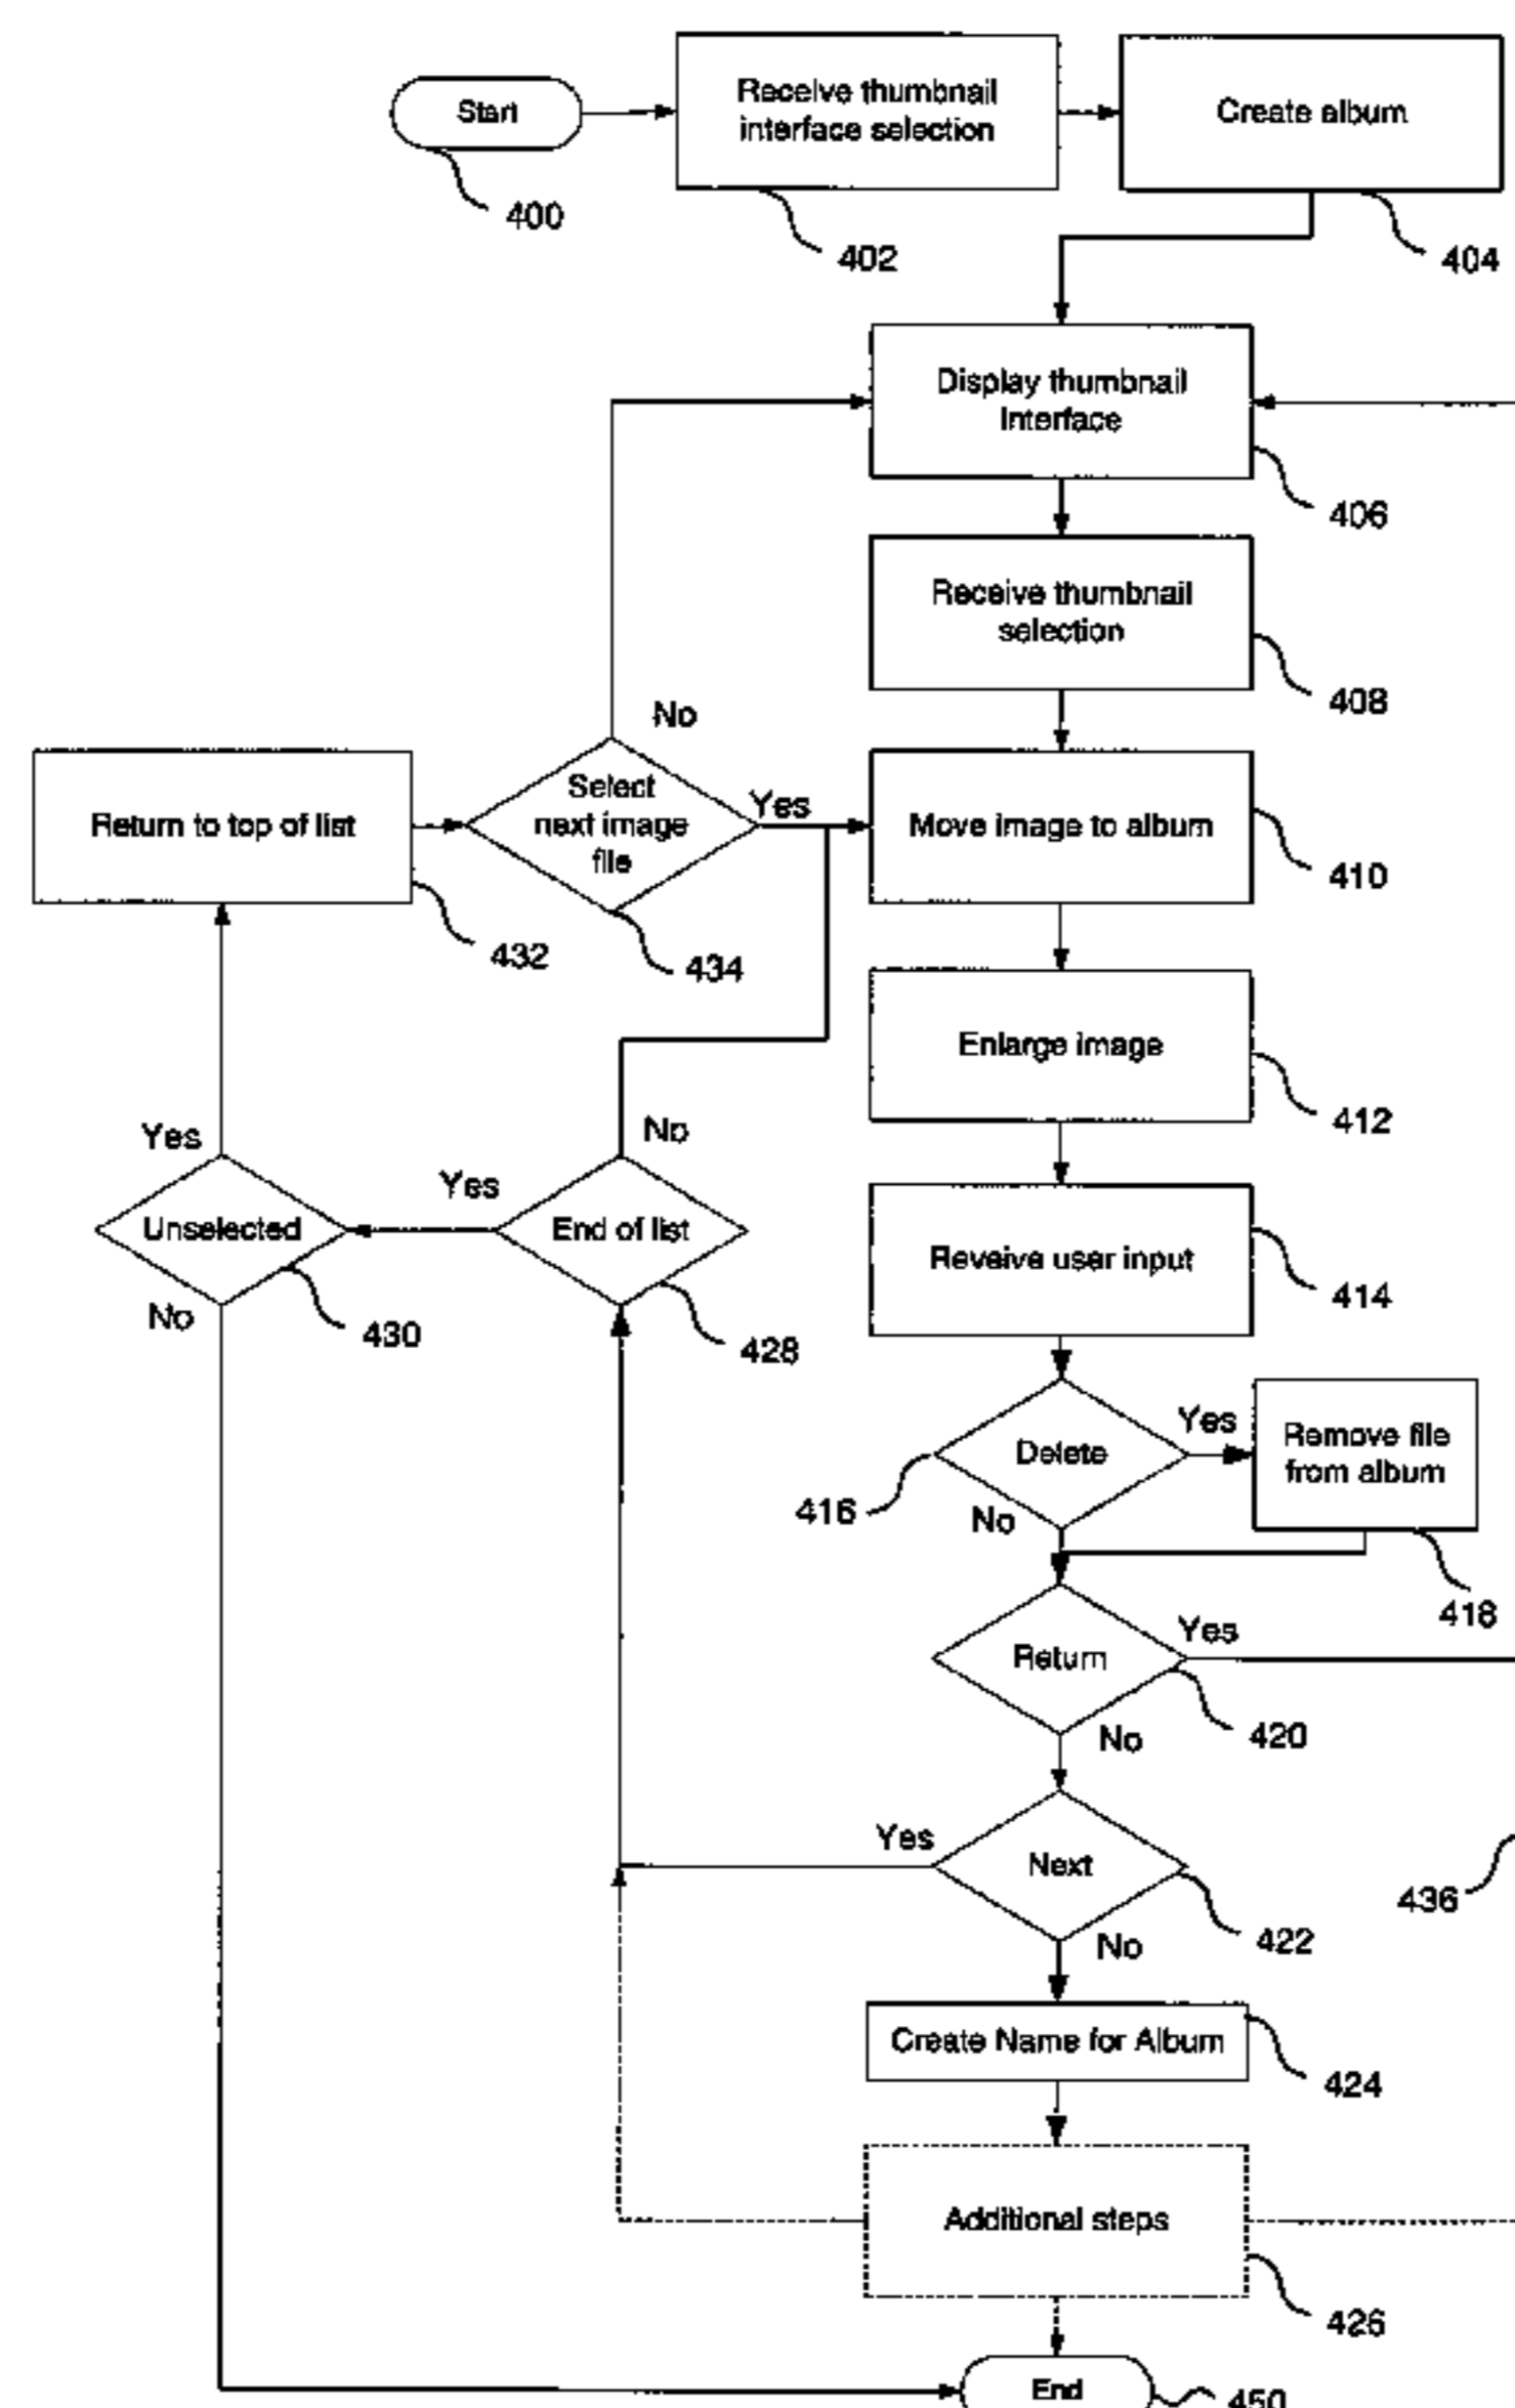 Start
400
Receive thumbnail
interface selection
402
Create album
404
Display thumbnail
Interface
406
Receive thumbnail
selection
408
No
Return to top of list
432
Select
next image
file
434
Yes
Move image to album
410
Enlarge image
412
Yes
Unselected
No
430
Yes
End of list
No
428
Reveive user input
414
Delete
416
Yes
No
Remove file
from album
418
Return
Yes
420
No
Yes
Next
422
436
No
Create Name for Album
424
Additional steps
426
End
450